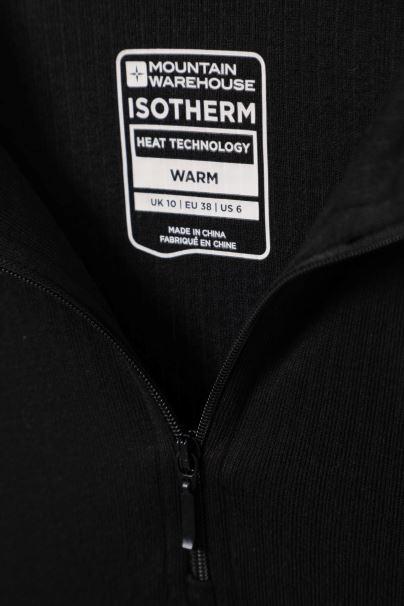 MOUNTAIN
WAREHOUSE
ISOTHERM
HEAT TECHNOLOGY
WARM
UK 10 | EU 38 | US 6
MADE IN CHINA
FABRIQUÉ EN CHINE